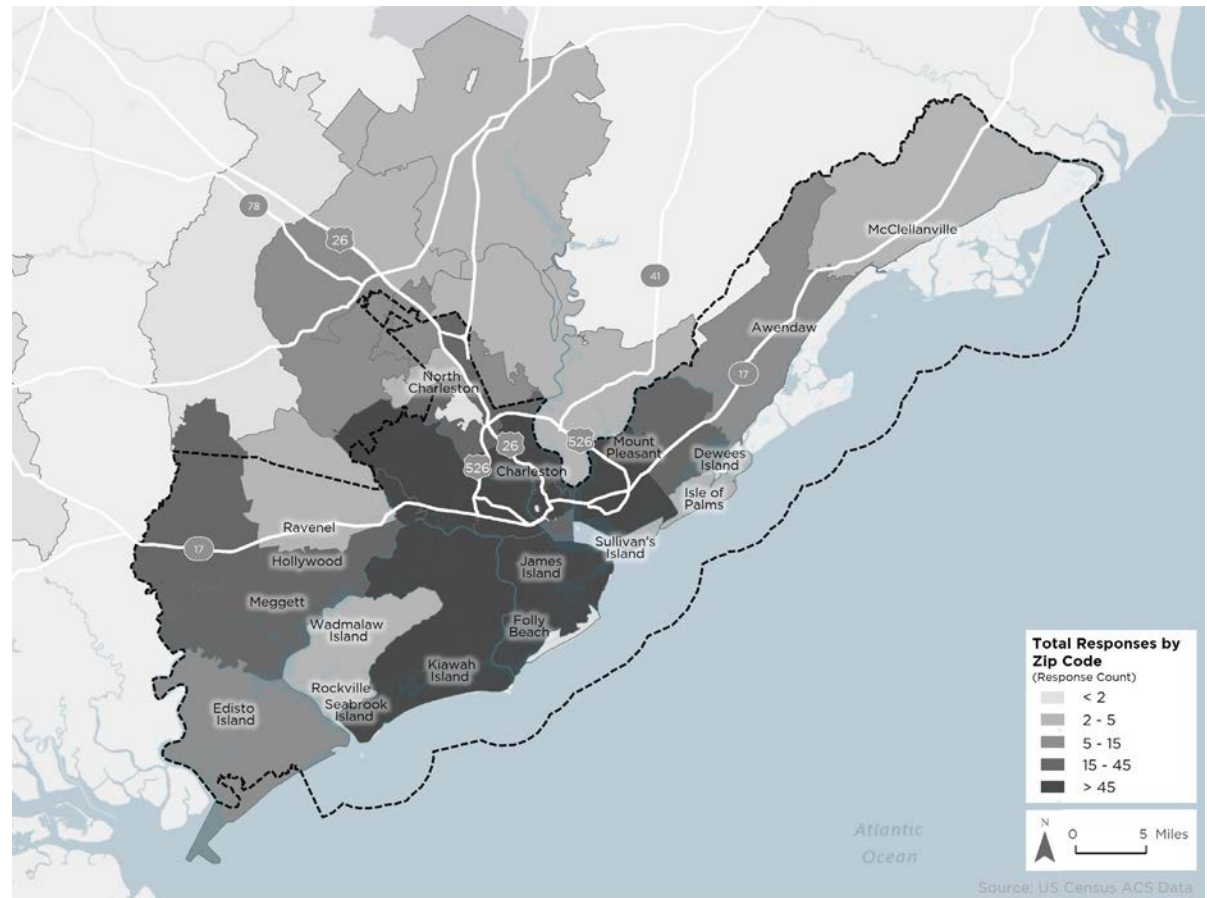 78
26
41
McClellanville
Awendaw
17
North
Charleston
26
526
526
Charleston
Mount
Pleasant
Dewees
Island
Isle of
Palms
Ravenel
17
Hollywood
Sullivan's
Island
James
Island
Meggett
Wadmalaw
Island
Folly
Beach
Kiawah
Island
Rockville
Seabrook
Island
Edisto
Island
Total Responses by
Zip Code
(Response Count)
< 2
2 - 5
5 - 15
15 - 45
> 45
N
0 5 Miles
Atlantic
Ocean
Source: US Census ACS Data